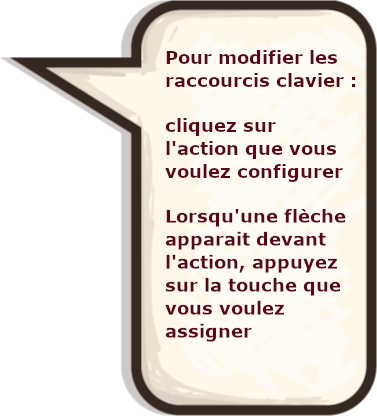 Pour modifier les
raccourcis clavier :
cliquez sur
l'action que vous
voulez configurer
Lorsqu'une flèche
apparait devant
l'action, appuyez
sur la touche que
vous voulez
assigner